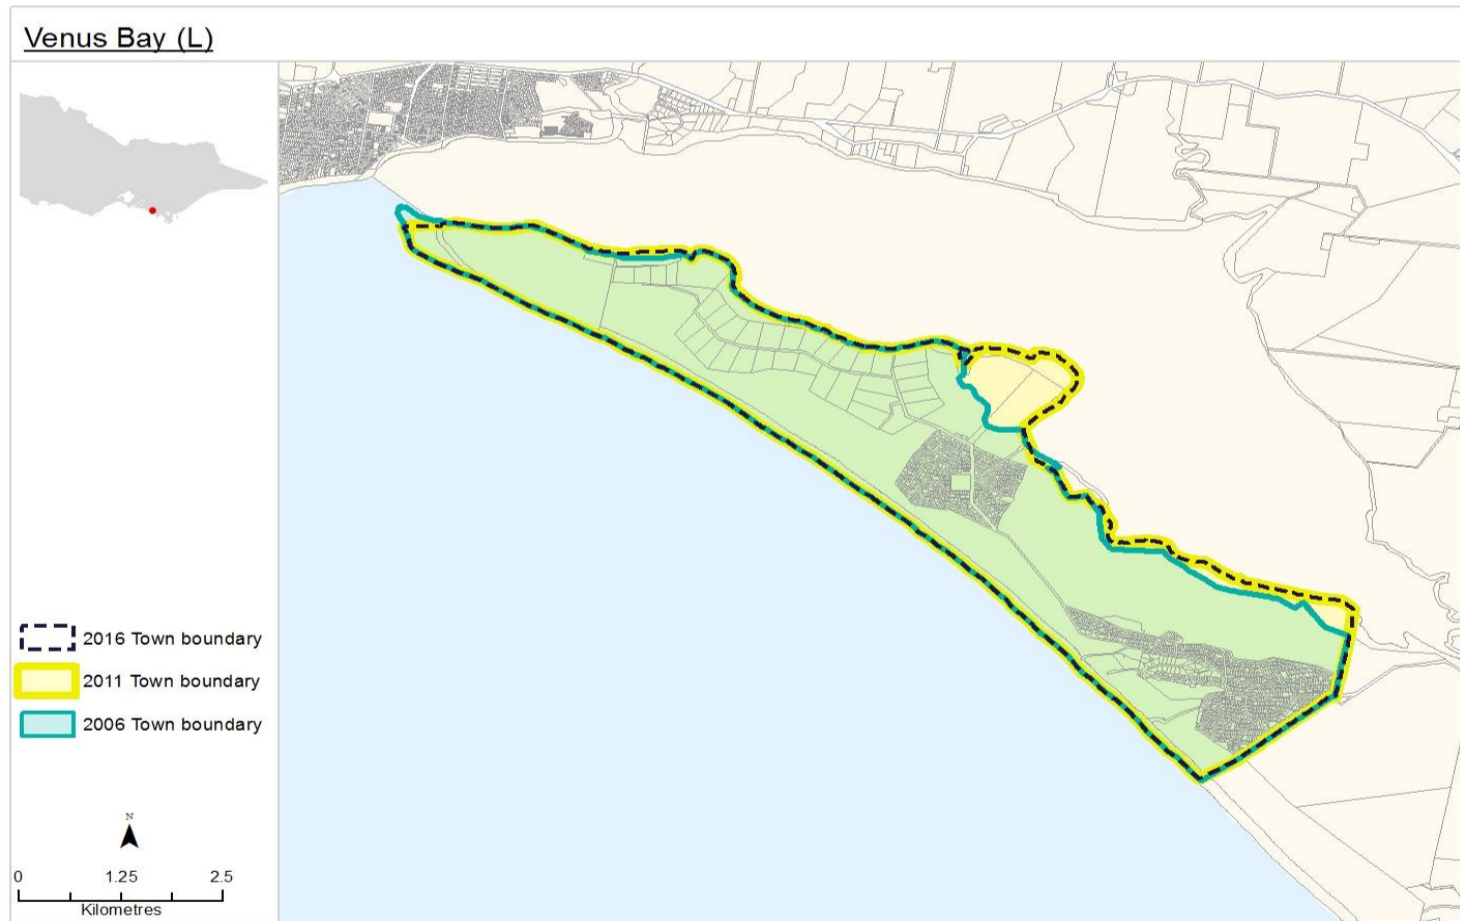 Venus Bay (L)
2016 Town boundary
2011 Town boundary
2006 Town boundary
N
0 1.25 2.5
Kilometres